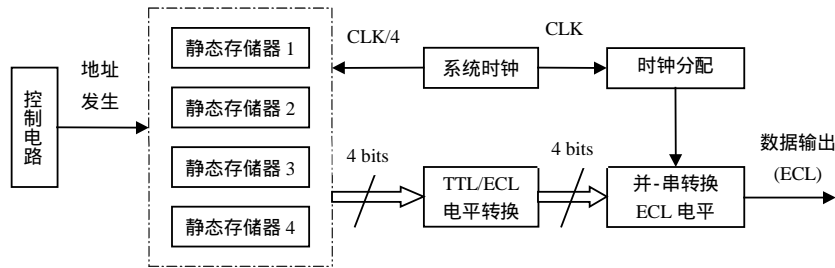 控制电路
地址
发生
静态存储器 1
静态存储器 2
静态存储器 3
静态存储器 4
CLK/4
系统时钟
CLK
时钟分配
4 bits
TTL/ECL
电平转换
4 bits
并-串转换
ECL 电平
数据输出
(ECL)